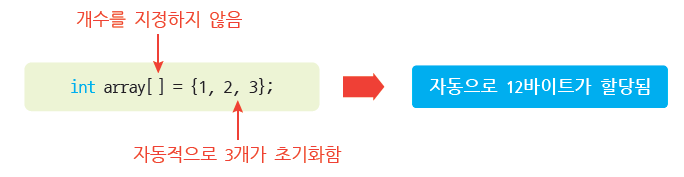 개수를 지정하지 않음
int array[] = {1, 2, 3};
자동으로 12바이트가 할당됨
자동적으로 3개가 초기화함